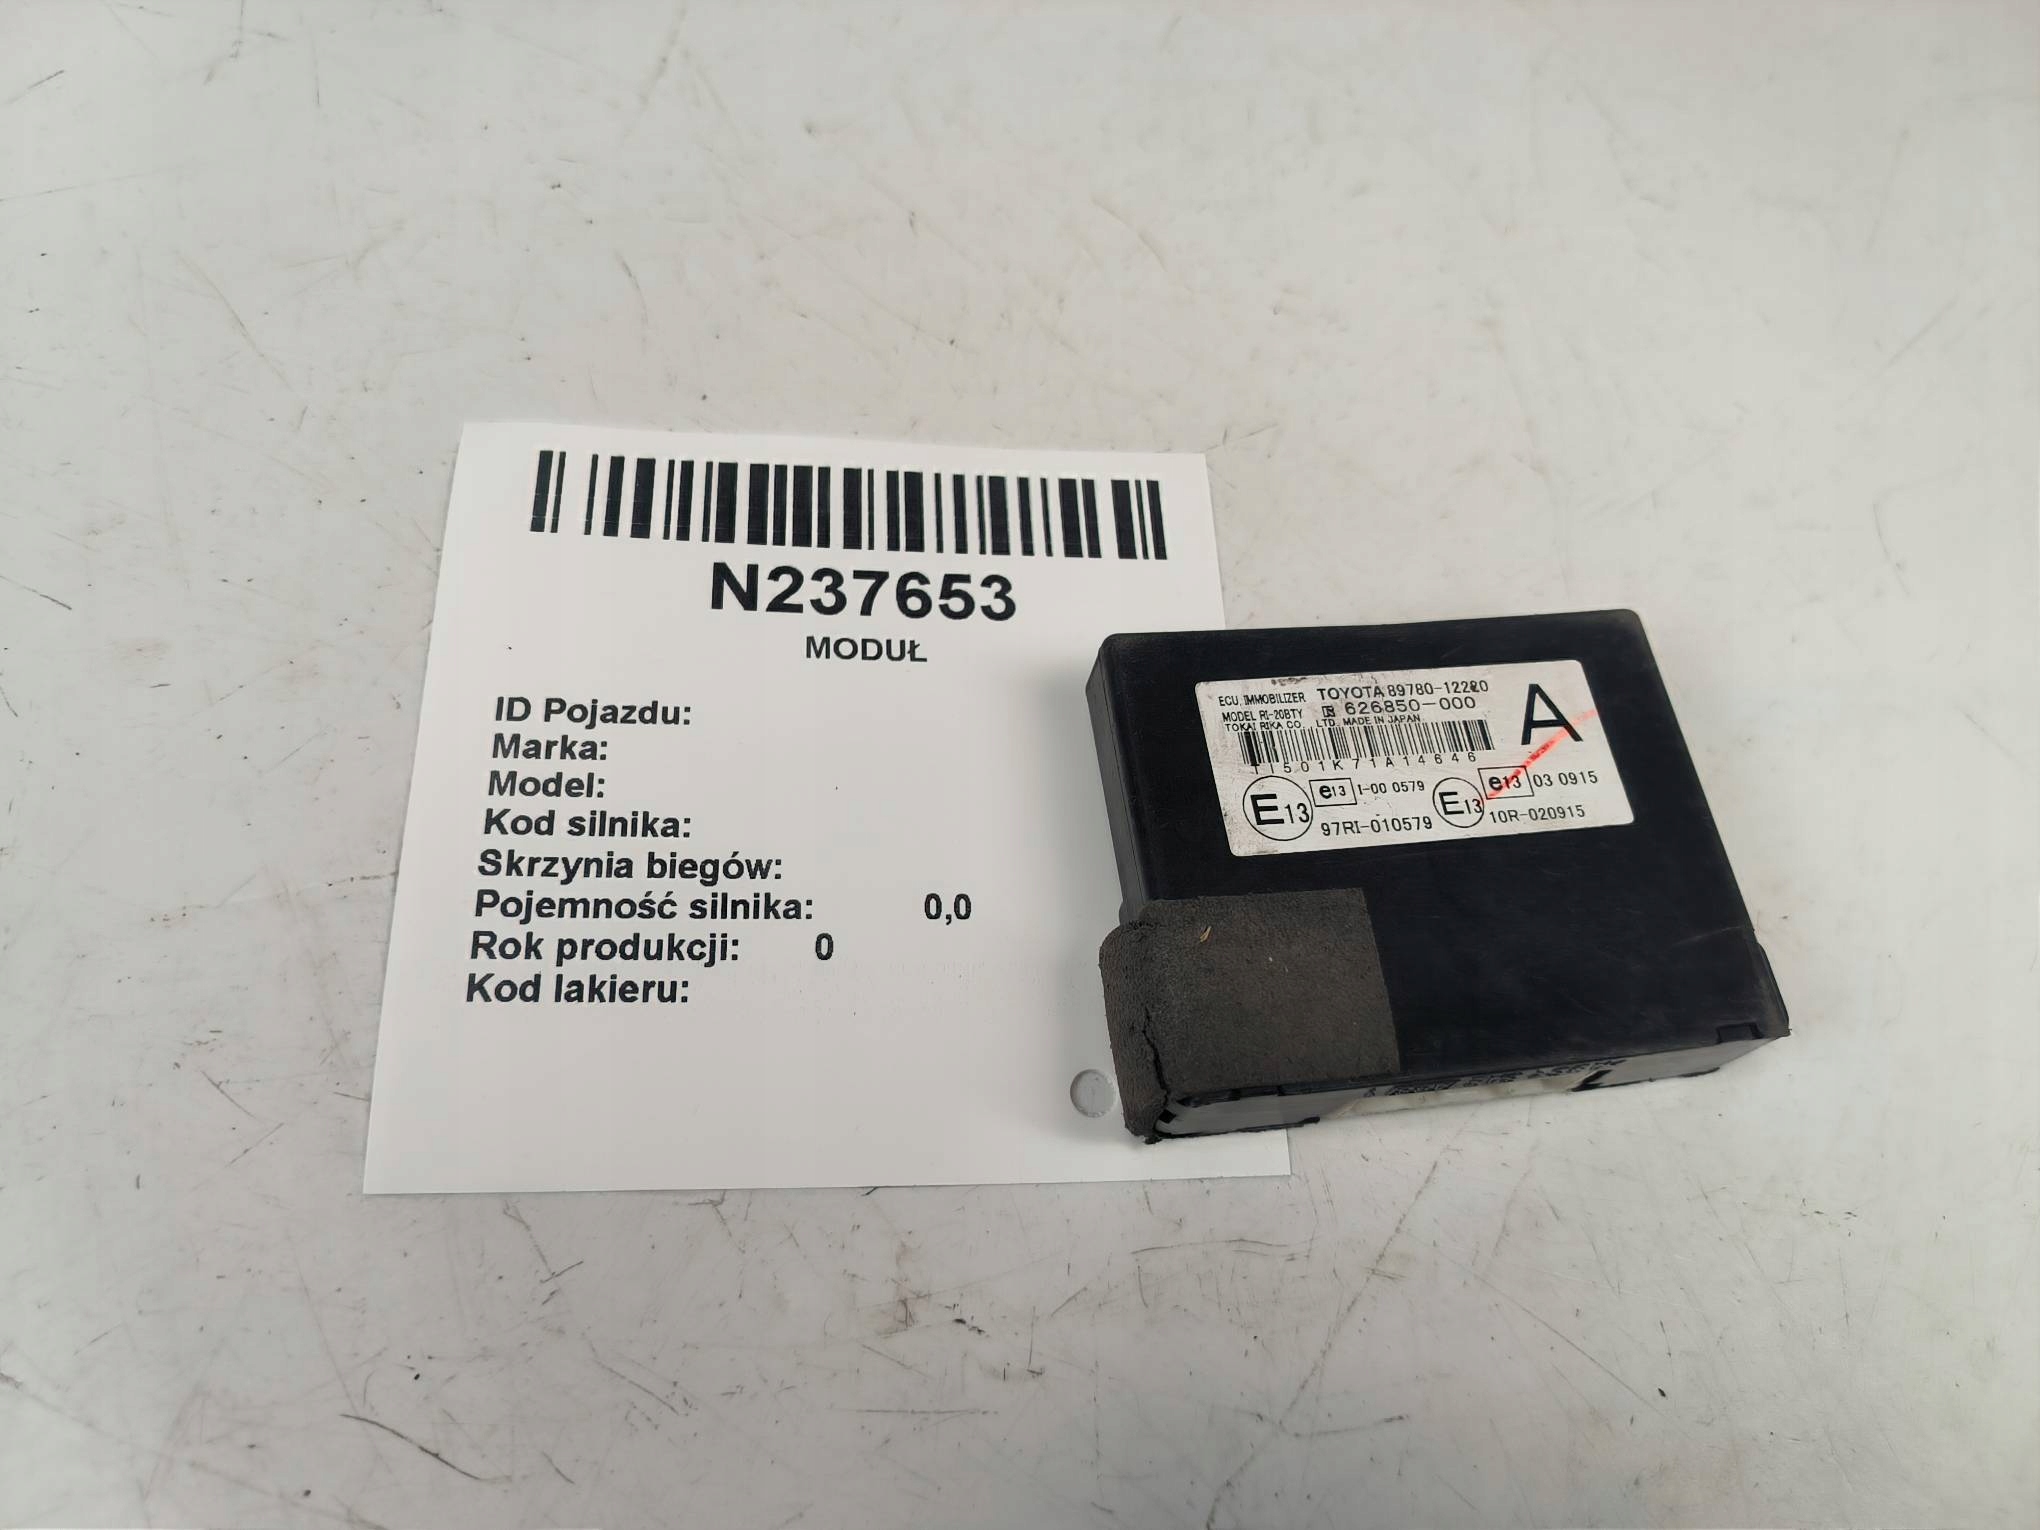 N237653
MODUŁ
ID Pojazdu:
Marka:
Model:
Kod silnika:
Skrzynia biegów:
Pojemność silnika: 0,0
Rok produkcji: 0
Kod lakieru:
ECU, IMMOBILIZER TOYOTA 89780-12220
MODEL RI-20BTY 626850-000
TOKAI RIKA CO., LTD. MADE IN JAPAN
A
1501K71A14646
E13 e13 I-00 0579 E13 e13 03 0915
97RI-010579 10R-020915